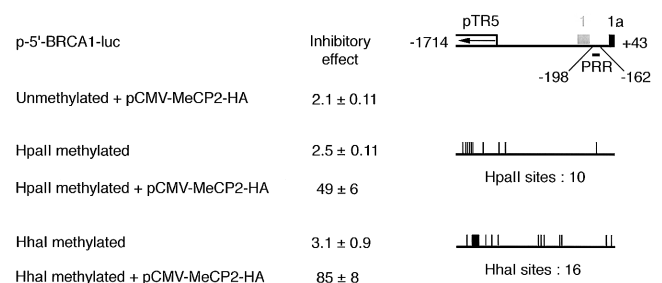 pTR5 1 1a
p-5'-BRCA1-luc Inhibitory effect -1714 +43
PRR
-198 -162
Unmethylated + pCMV-MeCP2-HA 2.1 ± 0.11
HpaII methylated 2.5 ± 0.11
HpaII sites : 10
HpaII methylated + pCMV-MeCP2-HA 49 ± 6
HhaI methylated 3.1 ± 0.9
HhaI sites : 16
HhaI methylated + pCMV-MeCP2-HA 85 ± 8